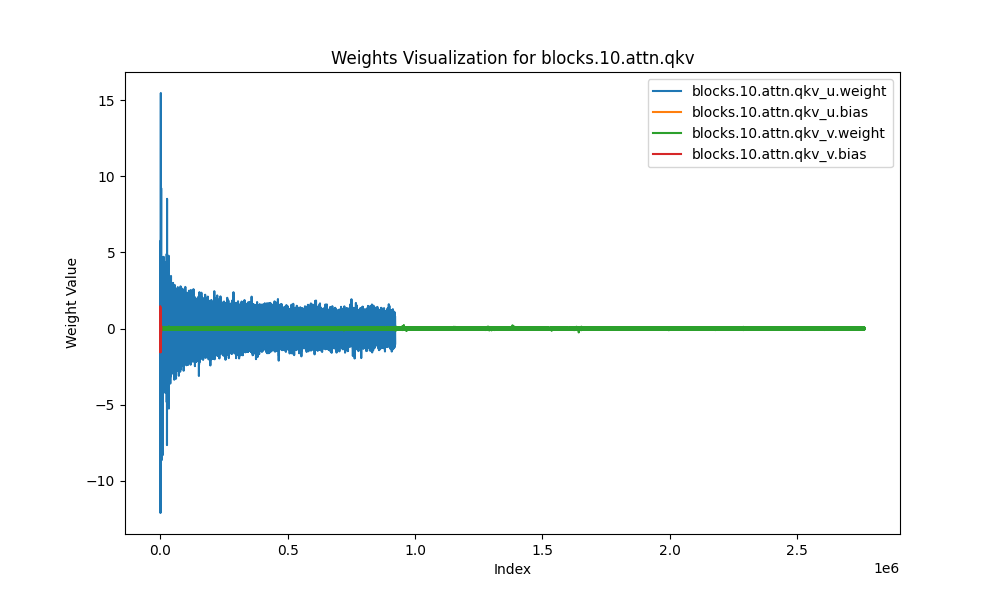 Weights Visualization for blocks.10.attn.qkv
blocks.10.attn.qkv_u.weight
blocks.10.attn.qkv_u.bias
blocks.10.attn.qkv_v.weight
blocks.10.attn.qkv_v.bias
Weight Value
15
10
5
0
−5
−10
0.0
0.5
1.0
1.5
2.0
2.5
1e6
Index